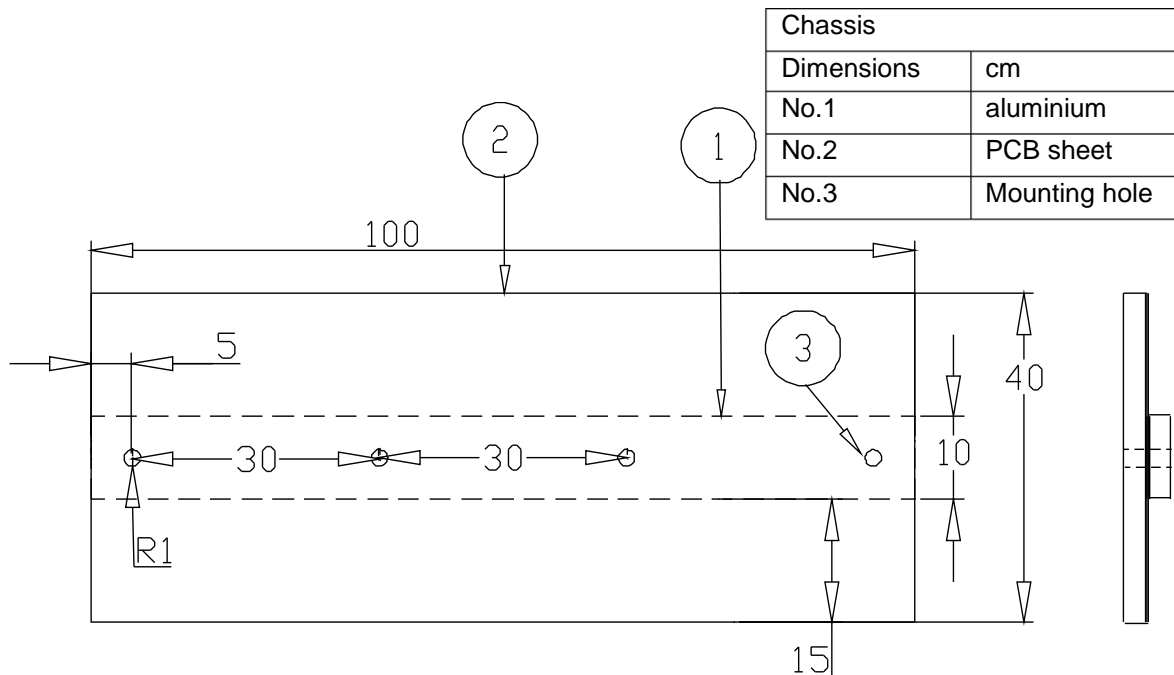 Chassis
Dimensions cm
No.1 aluminium
No.2 PCB sheet
No.3 Mounting hole
2
1
100
5
3
40
30
30
10
R1
15